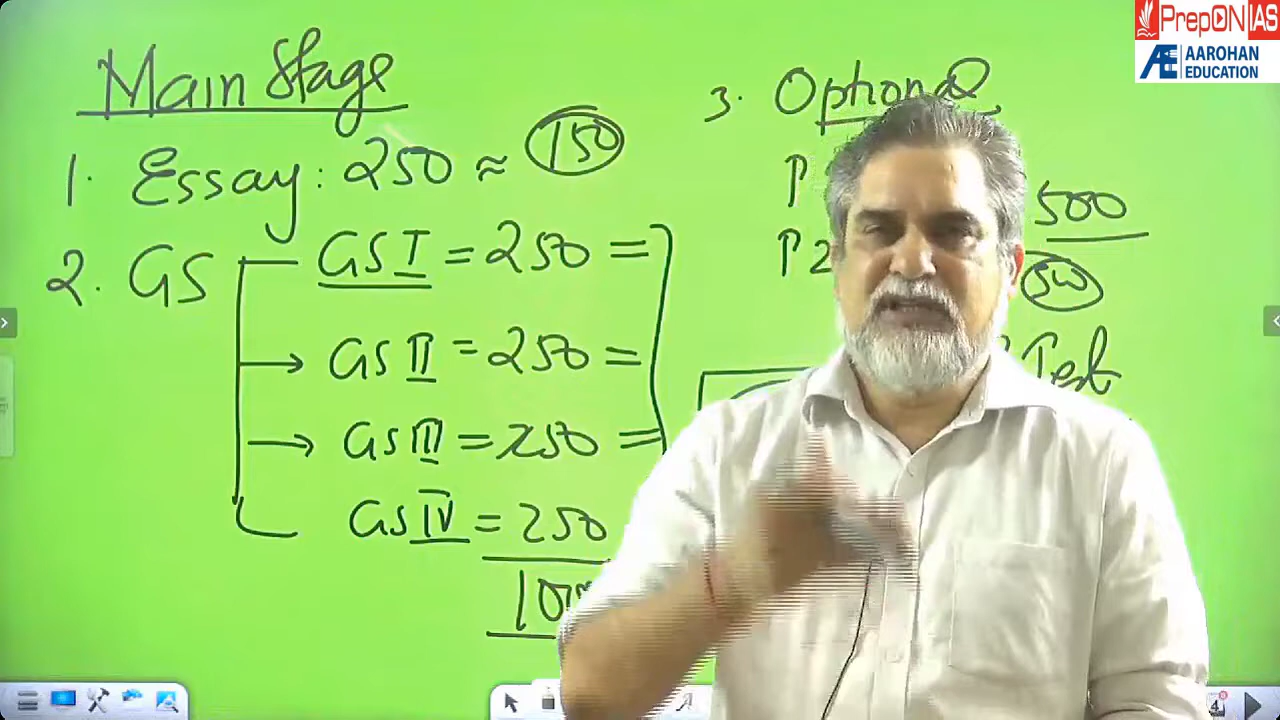 PrepON IAS
AAROHAN
EDUCATION
Main Stage
1. Essay: 250 ≈ 150
2. GS
GS I = 250 =
GS II = 250 =
GS III = 250 =
GS IV = 250
3. Optional
P
P2
500
Test